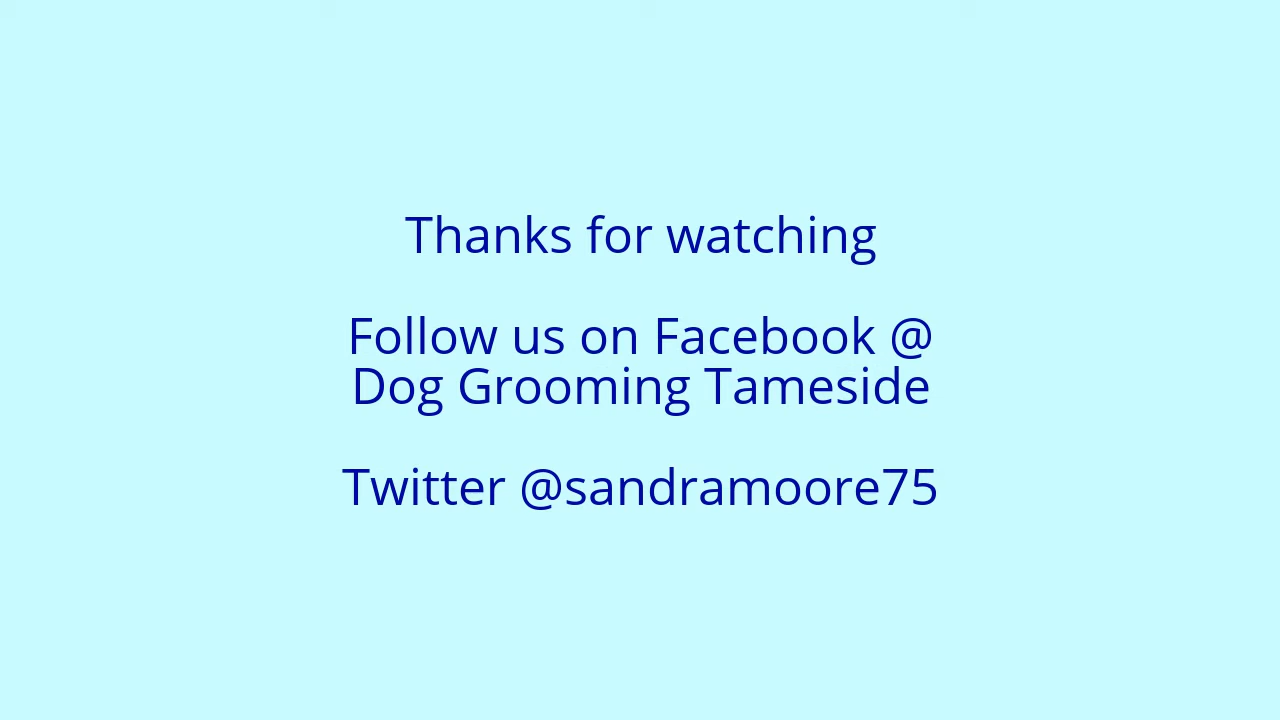 Thanks for watching
Follow us on Facebook @
Dog Grooming Tameside
Twitter @sandramoore75